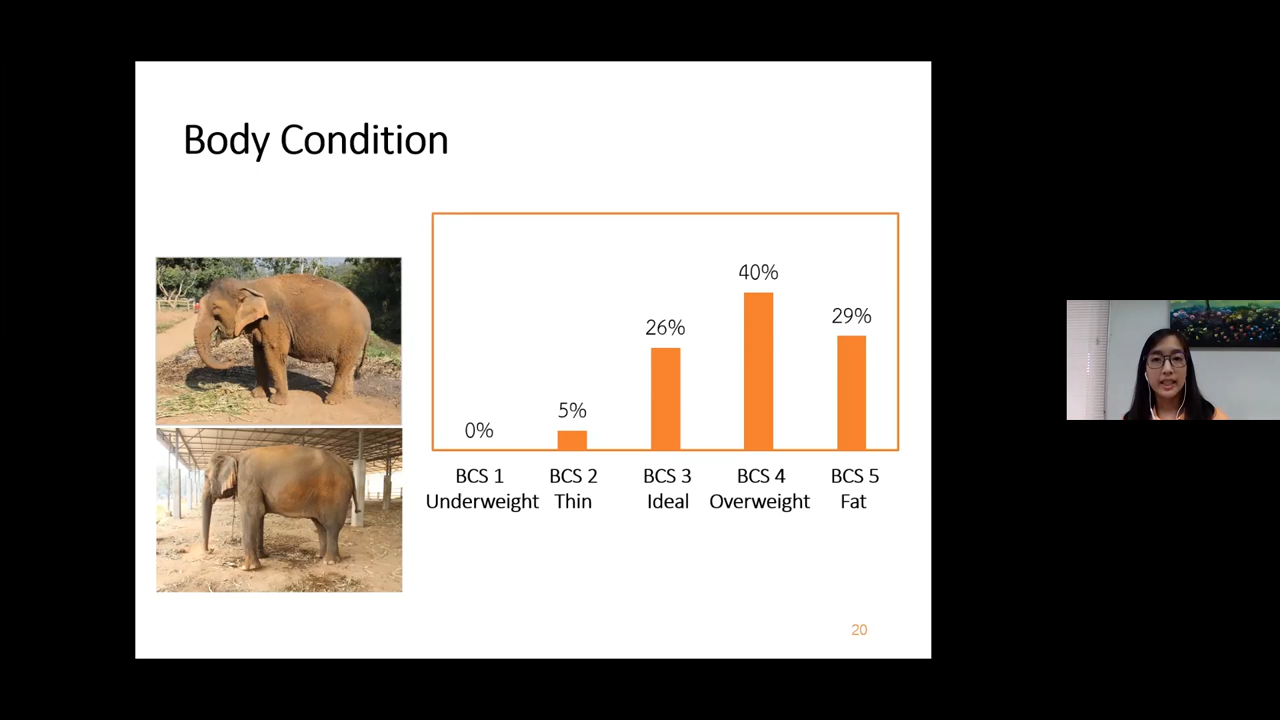 Body Condition
0%
5%
26%
40%
29%
BCS 1
Underweight
BCS 2
Thin
BCS 3
Ideal
BCS 4
Overweight
BCS 5
Fat
20